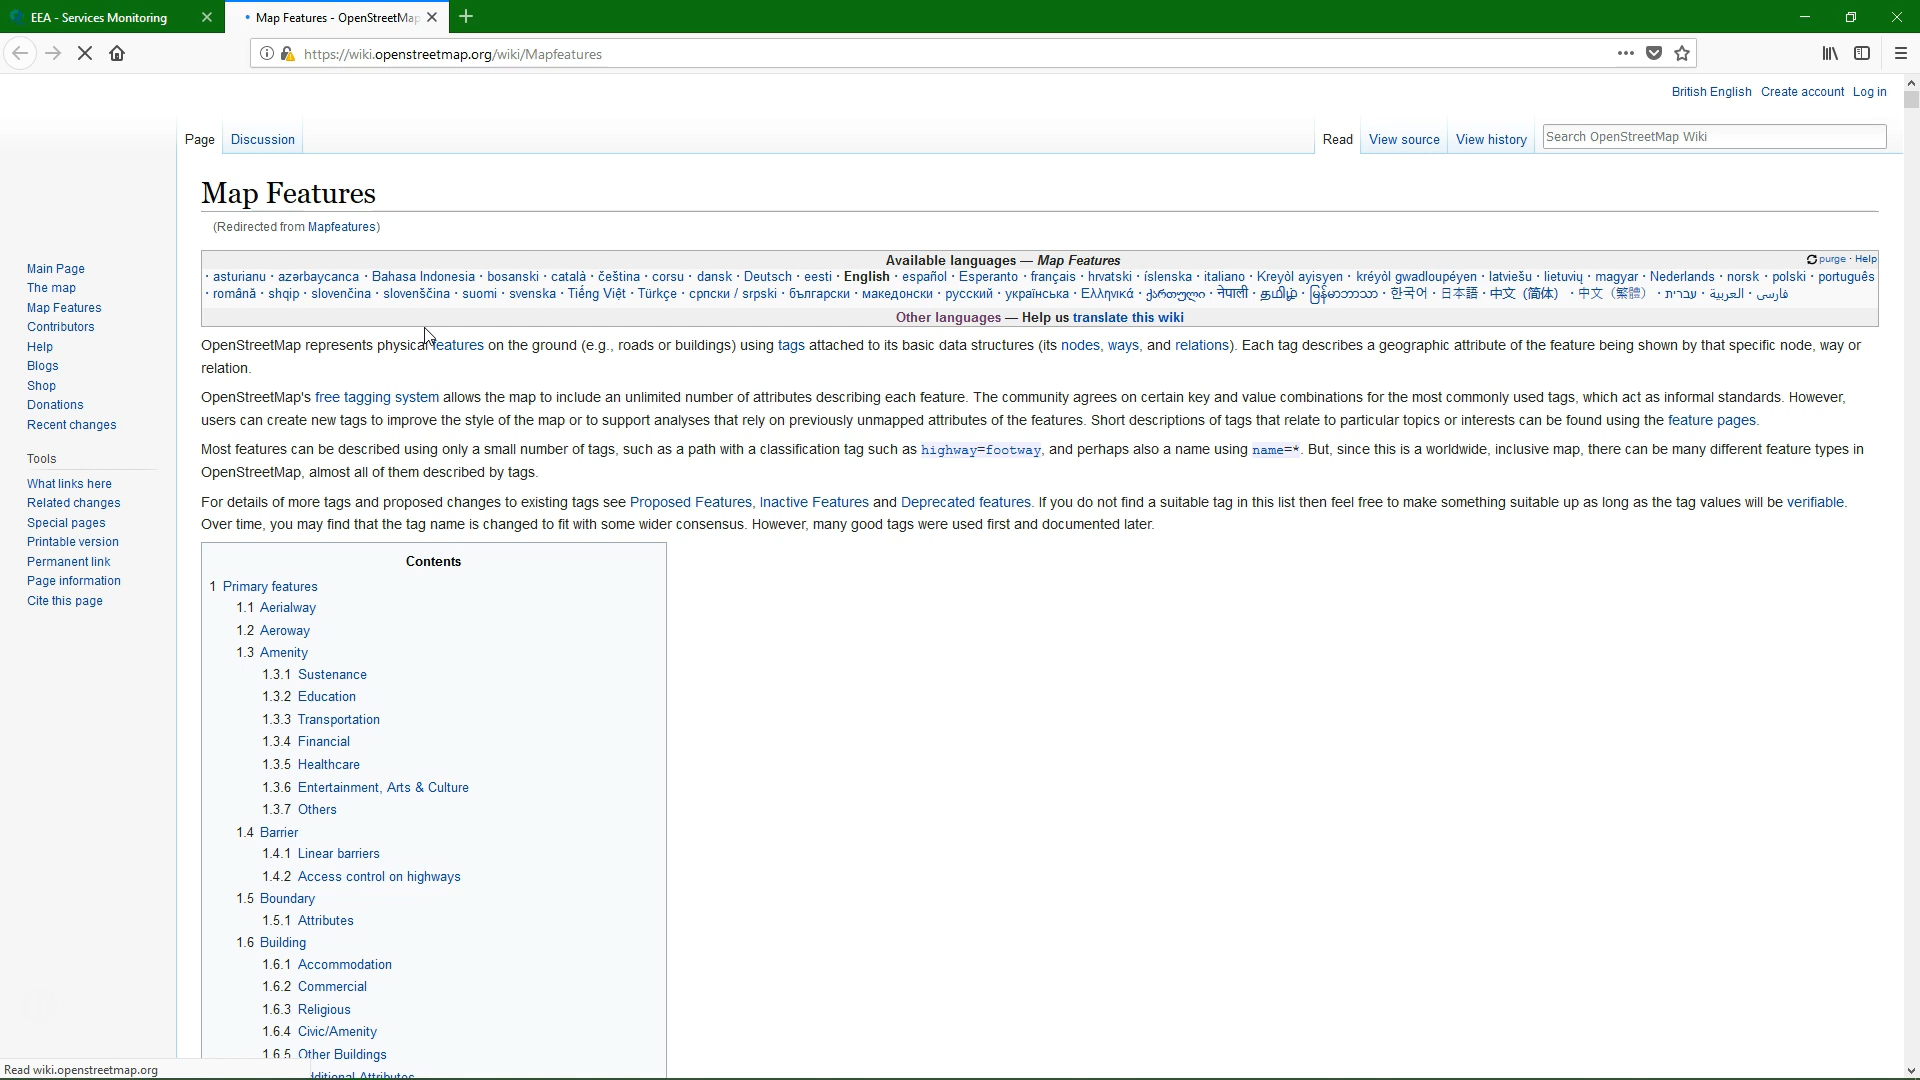 EEA - Services Monitoring
Map Features - OpenStreetMap
https://wiki.openstreetmap.org/wiki/Mapfeatures
British English Create account Log in
Page Discussion Read View source View history Search OpenStreetMap Wiki
Map Features
(Redirected from Mapfeatures)
Available languages — Map Features
purge · Help
· asturianu · azərbaycanca · Bahasa Indonesia · bosanski · català · čeština · corsu · dansk · Deutsch · eesti · English · español · Esperanto · français · hrvatski · íslenska · italiano · Kreyòl ayisyen · kréyòl gwadloupéyen · latviešu · lietuvių · magyar · Nederlands · norsk · polski · português
· română · shqip · slovenčina · slovenščina · suomi · svenska · Tiếng Việt · Türkçe · српски / srpski · български · македонски · русский · українська · Ελληνικά · ქართული · नेपाली · தமிழ் · မြန်မာဘာသာ · 한국어 · 日本語 · 中文（简体） · 中文（繁體） · עברית · العربية · فارسی
Other languages — Help us translate this wiki
OpenStreetMap represents physical features on the ground (e.g., roads or buildings) using tags attached to its basic data structures (its nodes, ways, and relations). Each tag describes a geographic attribute of the feature being shown by that specific node, way or
relation.
OpenStreetMap's free tagging system allows the map to include an unlimited number of attributes describing each feature. The community agrees on certain key and value combinations for the most commonly used tags, which act as informal standards. However,
users can create new tags to improve the style of the map or to support analyses that rely on previously unmapped attributes of the features. Short descriptions of tags that relate to particular topics or interests can be found using the feature pages.
Most features can be described using only a small number of tags, such as a path with a classification tag such as highway=footway, and perhaps also a name using name=*. But, since this is a worldwide, inclusive map, there can be many different feature types in
OpenStreetMap, almost all of them described by tags.
For details of more tags and proposed changes to existing tags see Proposed Features, Inactive Features and Deprecated features. If you do not find a suitable tag in this list then feel free to make something suitable up as long as the tag values will be verifiable.
Over time, you may find that the tag name is changed to fit with some wider consensus. However, many good tags were used first and documented later.
Main Page
The map
Map Features
Contributors
Help
Blogs
Shop
Donations
Recent changes
Tools
What links here
Related changes
Special pages
Printable version
Permanent link
Page information
Cite this page
Contents
1 Primary features
1.1 Aerialway
1.2 Aeroway
1.3 Amenity
1.3.1 Sustenance
1.3.2 Education
1.3.3 Transportation
1.3.4 Financial
1.3.5 Healthcare
1.3.6 Entertainment, Arts & Culture
1.3.7 Others
1.4 Barrier
1.4.1 Linear barriers
1.4.2 Access control on highways
1.5 Boundary
1.5.1 Attributes
1.6 Building
1.6.1 Accommodation
1.6.2 Commercial
1.6.3 Religious
1.6.4 Civic/Amenity
1.6.5 Other Buildings
Read wiki.openstreetmap.org